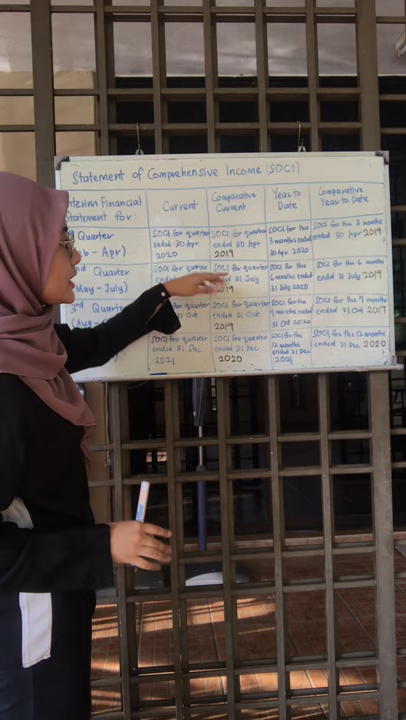 Statement of Comprehensive Income (SOCI)
Interim Financial Statement for: Current Comparative Current Year to Date Comparative Year to Date
Quarter
- Apr)
SOCI for quarter
ended 30 Apr
2020
SOCI for quarter
ended 30 Apr
2019
SOCI for the
3 months ended
30 Apr 2020
SOCI for the 3 months
ended 30 Apr 2019
Quarter
(May - July)
SOCI for quarter
SOCI for quarter
31 July
2019
SOCI for the
6 months ended
31 July 2020
SOCI for the 6 months
ended 31 July 2019
3rd Quarter
(Aug -
31 Oct
SOCI for quarter
ended 31 Oct
2019
SOCI for the
9 months ended
31 Oct 2020
SOCI for the 9 months
ended 31 Oct 2019
SOCI for quarter
ended 31 Dec
2021
SOCI for quarter
ended 31 Dec
2020
SOCI for the
12 months
ended 31 Dec
2021
SOCI for the 12 months
ended 31 Dec 2020